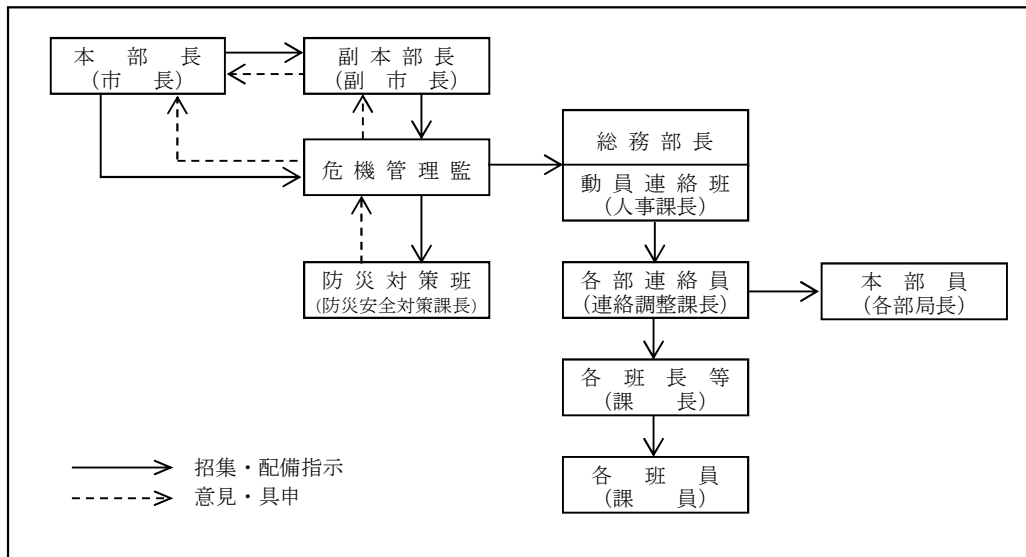 本部長
(市長)
副本部長
(副市長)
危機管理監
総務部長
動員連絡班
(人事課長)
防災対策班
(防災安全対策課長)
各部連絡員
(連絡調整課長)
本部員
(各部局長)
各班長等
(課長)
各班員
(課員)
招集・配備指示
意見・具申